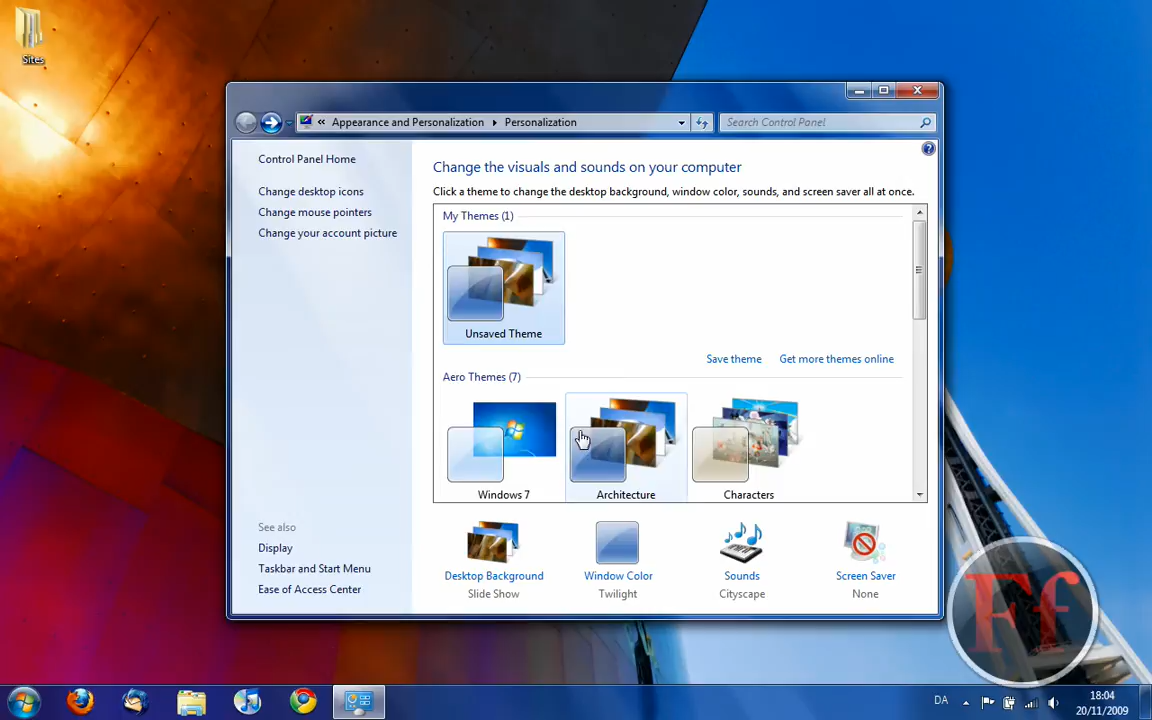 Sites
« Appearance and Personalization ▸ Personalization
Search Control Panel
Control Panel Home
Change desktop icons
Change mouse pointers
Change your account picture
See also
Display
Taskbar and Start Menu
Ease of Access Center
Change the visuals and sounds on your computer
Click a theme to change the desktop background, window color, sounds, and screen saver all at once.
My Themes (1)
Unsaved Theme
Save theme Get more themes online
Aero Themes (7)
Windows 7 Architecture Characters
Desktop Background Window Color Sounds Screen Saver
Slide Show Twilight Cityscape None
Ff
DA
18:04
20/11/2009